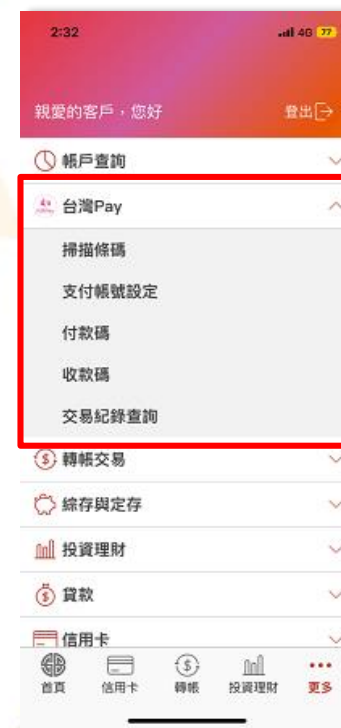 2:32
4G 77
親愛的客戶，您好
登出
帳戶查詢
台灣Pay
掃描條碼
支付帳號設定
付款碼
收款碼
交易紀錄查詢
轉帳交易
綜存與定存
投資理財
貸款
信用卡
首頁 信用卡 轉帳 投資理財 更多